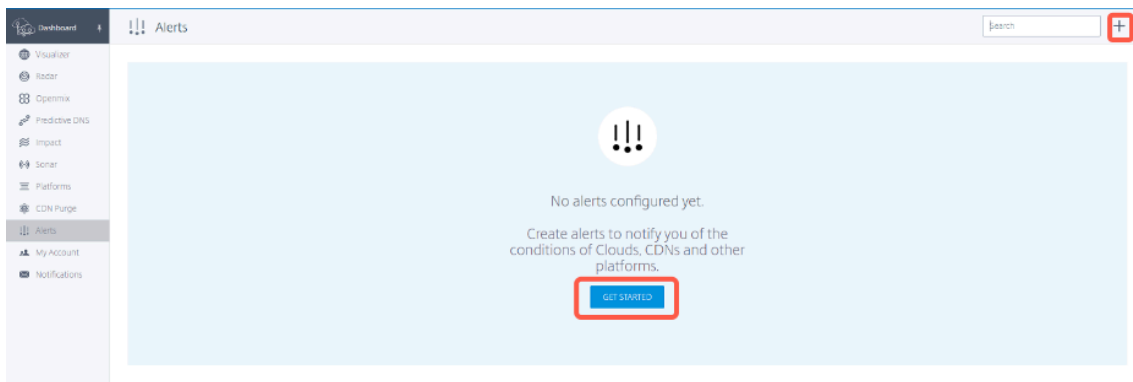 Dashboard
Alerts
Search
Visualizer
Radar
Openmix
Predictive DNS
Impact
Sonar
Platforms
CDN Purge
Alerts
My Account
Notifications
No alerts configured yet.
Create alerts to notify you of the
conditions of Clouds, CDNs and other
platforms.
GET STARTED